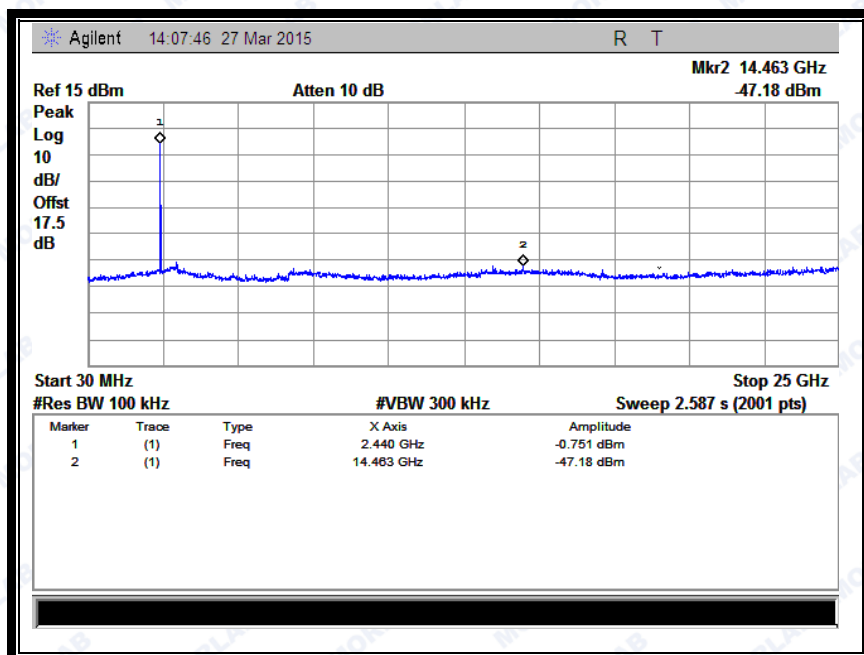 Agilent 14:07:46 27 Mar 2015 R T
Mkr2 14.463 GHz
Ref 15 dBm Atten 10 dB -47.18 dBm
Peak
Log
10
dB/
Offst
17.5
dB
1
2
Start 30 MHz Stop 25 GHz
#Res BW 100 kHz #VBW 300 kHz Sweep 2.587 s (2001 pts)
Marker Trace Type X Axis Amplitude
1 (1) Freq 2.440 GHz -0.751 dBm
2 (1) Freq 14.463 GHz -47.18 dBm